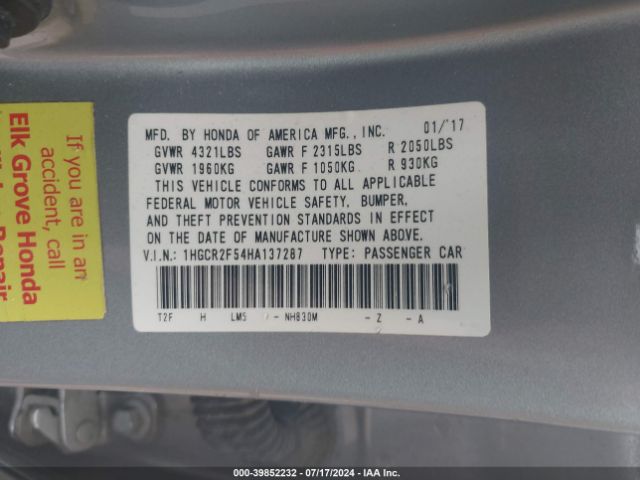 MFD. BY HONDA OF AMERICA MFG., INC. 01/'17
GVWR 4321LBS GAWR F 2315LBS R 2050LBS
GVWR 1960KG GAWR F 1050KG R 930KG
THIS VEHICLE CONFORMS TO ALL APPLICABLE
FEDERAL MOTOR VEHICLE SAFETY, BUMPER,
AND THEFT PREVENTION STANDARDS IN EFFECT
ON THE DATE OF MANUFACTURE SHOWN ABOVE.
V.I.N.: 1HGCR2F54HA137287 TYPE: PASSENGER CAR
T2F H LM5 - NH830M - Z - A
If you are in an
accident, call
Elk Grove Honda
Repair
000-39852232 - 07/17/2024 - IAA Inc.